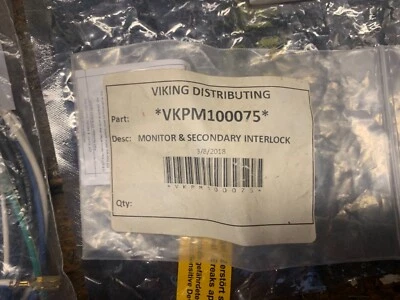 VIKING DISTRIBUTING
Part: *VKPM100075*
Desc: MONITOR & SECONDARY INTERLOCK
3/8/2018
*VKPM100075*
Qty: